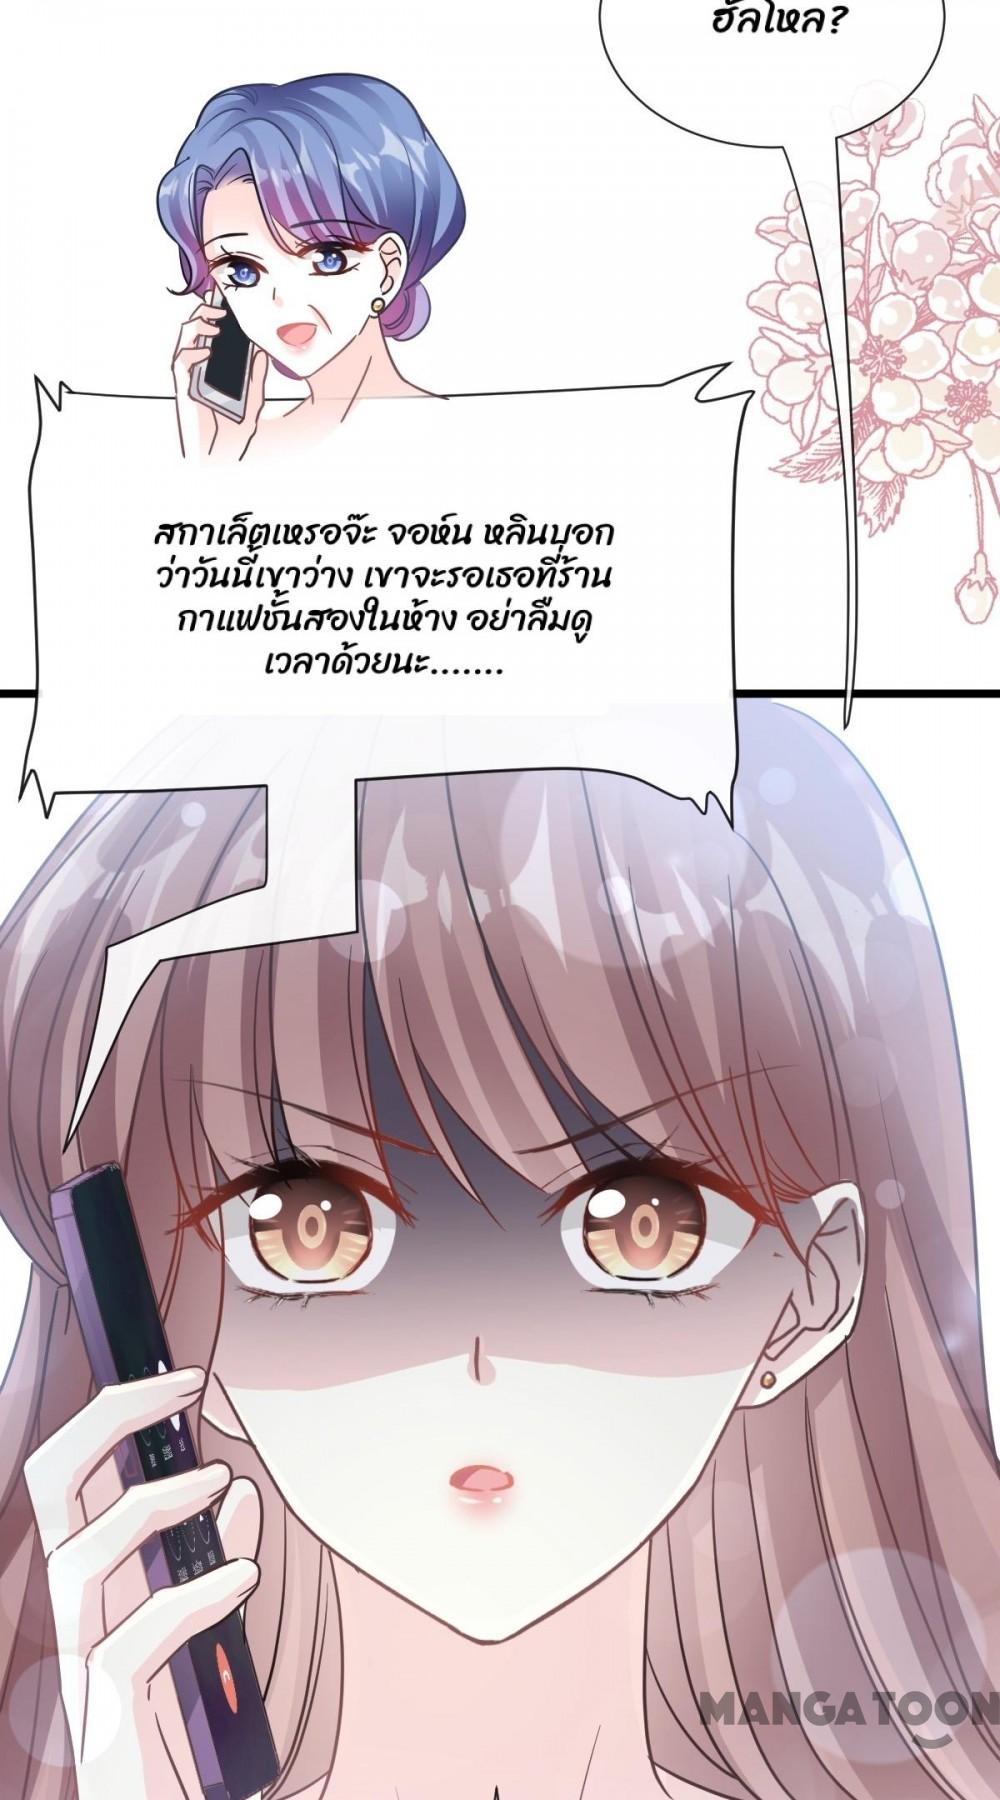 ฮัลโหล?
สกาเล็ตเหรอจ๊ะ จอห์น หลินบอก
ว่าวันนี้เขาว่าง เขาจะรอเธอที่ร้าน
กาแฟชั้นสองในห้าง อย่าลืมดู
เวลาด้วยนะ.......
MANGATOON